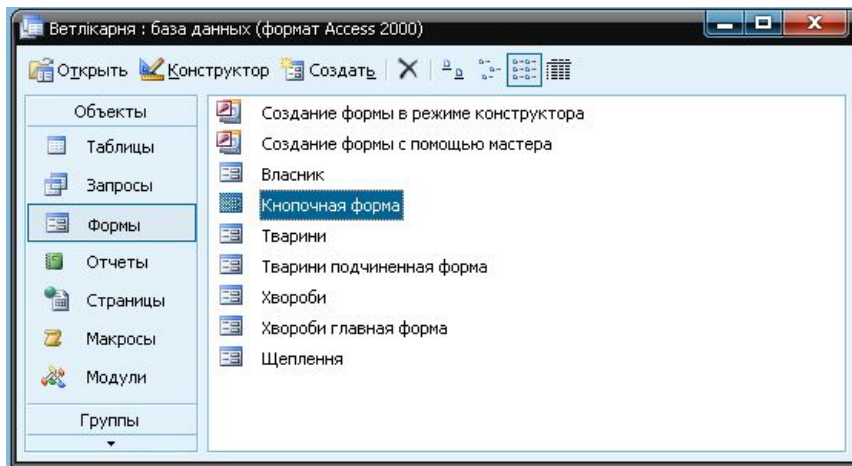 Ветлікарня : база данных (формат Access 2000)
Открыть Конструктор Создать
Объекты
Таблицы
Запросы
Формы
Отчеты
Страницы
Макросы
Модули
Группы
Создание формы в режиме конструктора
Создание формы с помощью мастера
Власник
Кнопочная форма
Тварини
Тварини подчиненная форма
Хвороби
Хвороби главная форма
Щеплення